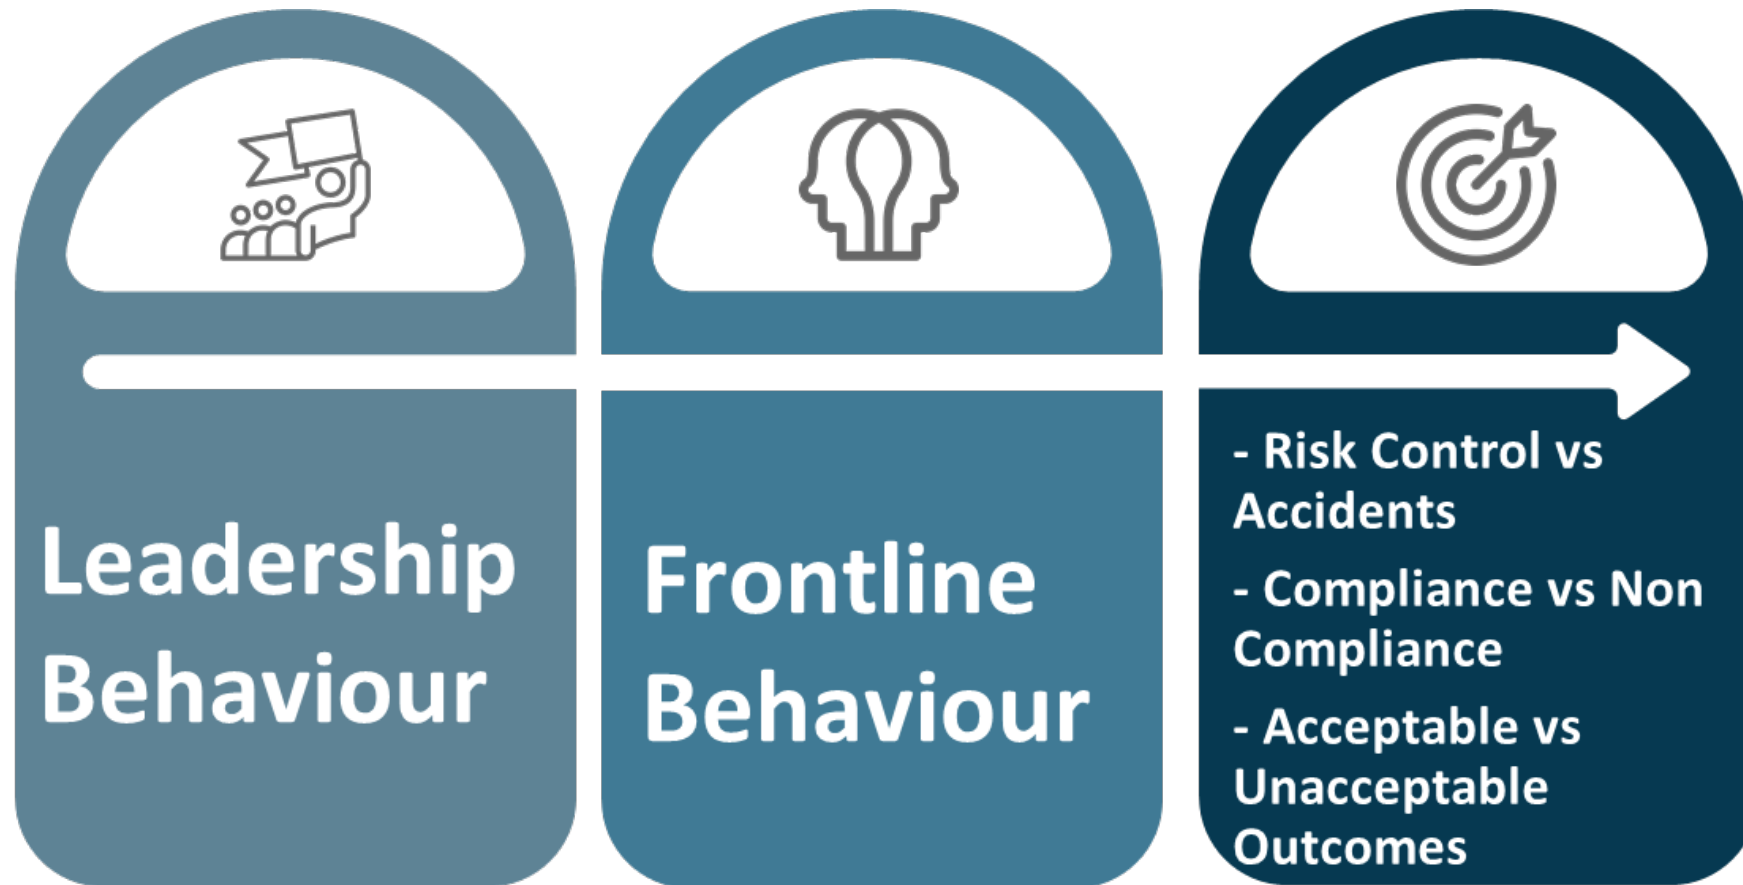 Leadership
Behaviour
Frontline
Behaviour
- Risk Control vs
Accidents
- Compliance vs Non
Compliance
- Acceptable vs
Unacceptable
Outcomes